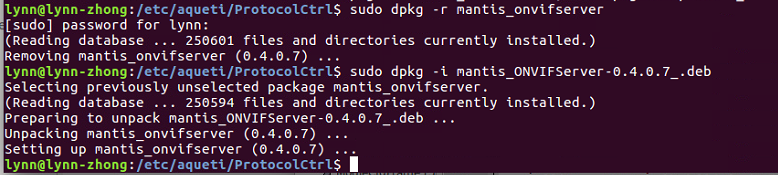 lynn@lynn-zhong:/etc/aqueti/ProtocolCtrl$ sudo dpkg -r mantis_onvifserver
[sudo] password for lynn:
(Reading database ... 250601 files and directories currently installed.)
Removing mantis_onvifserver (0.4.0.7) ...
lynn@lynn-zhong:/etc/aqueti/ProtocolCtrl$ sudo dpkg -i mantis_ONVIFServer-0.4.0.7_.deb
Selecting previously unselected package mantis_onvifserver.
(Reading database ... 250594 files and directories currently installed.)
Preparing to unpack mantis_ONVIFServer-0.4.0.7_.deb ...
Unpacking mantis_onvifserver (0.4.0.7) ...
Setting up mantis_onvifserver (0.4.0.7) ...
lynn@lynn-zhong:/etc/aqueti/ProtocolCtrl$